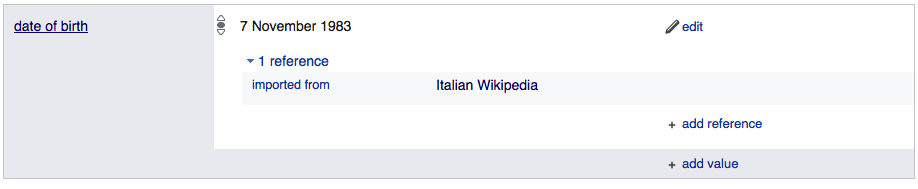 date of birth
7 November 1983
edit
1 reference
imported from
Italian Wikipedia
+ add reference
+ add value